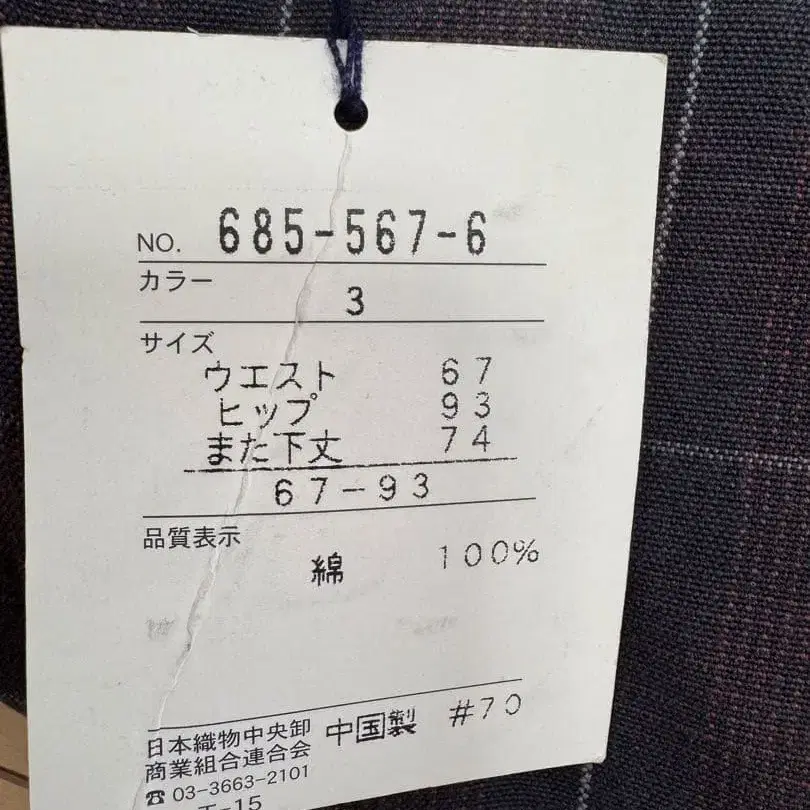 NO. 685-567-6
カラー
3
サイズ
ウエスト 67
ヒップ 93
また下丈 74
67-93
品質表示
綿 100%
日本織物中央卸
商業組合連合会
中国製 #70
☎ 03-3663-2101
T-15